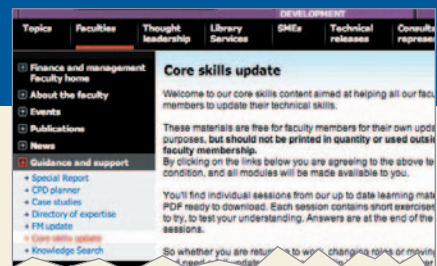 DEVELOPMENT
Topics Faculties Thought leadership Library Services SMEs Technical releases
Finance and management
Faculty home
About the faculty
Events
Publications
News
Guidance and support
Special Report
CPD planner
Case studies
Directory of expertise
FM update
Core skills update
Knowledge Search
Core skills update
Welcome to our core skills content aimed at helping all our
members to update their technical skills.
These materials are free for faculty members for their own
purposes, but should not be printed in quantity or used
faculty membership.
By clicking on the links below you are agreeing to the above
condition, and all modules will be made available to you.
You'll find individual sessions from our up to date learning
PDF ready to download. Each session contains short exercises
to try, to test your understanding. Answers are at the end of the
sessions.
So whether you are to work, changing roles or moving